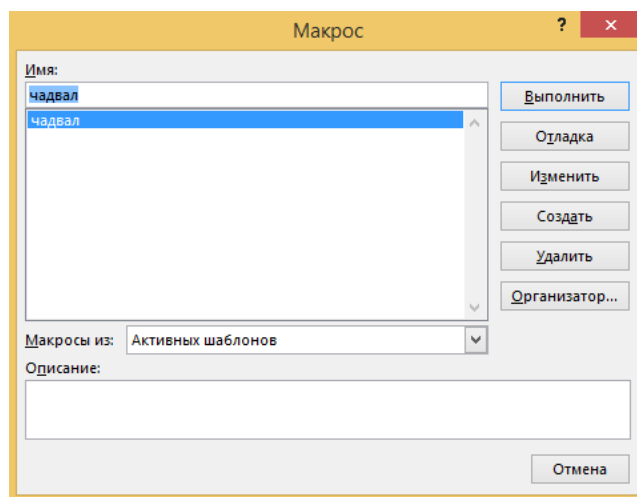 Макрос
?
×
Имя:
чадвал
чадвал
Выполнить
Отладка
Изменить
Создать
Удалить
Организатор...
Макросы из: Активных шаблонов
Описание:
Отмена